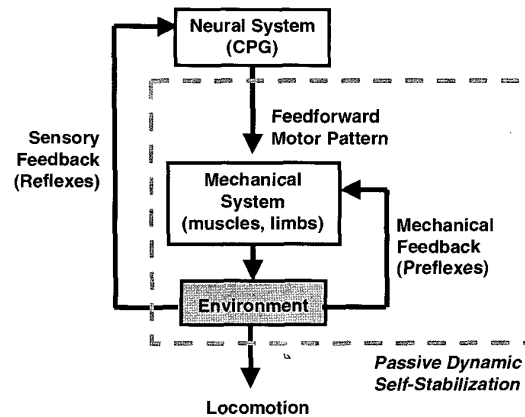 Neural System
(CPG)
Feedforward
Motor Pattern
Sensory
Feedback
(Reflexes)
Mechanical
System
(muscles, limbs)
Mechanical
Feedback
(Preflexes)
Environment
Passive Dynamic
Self-Stabilization
Locomotion